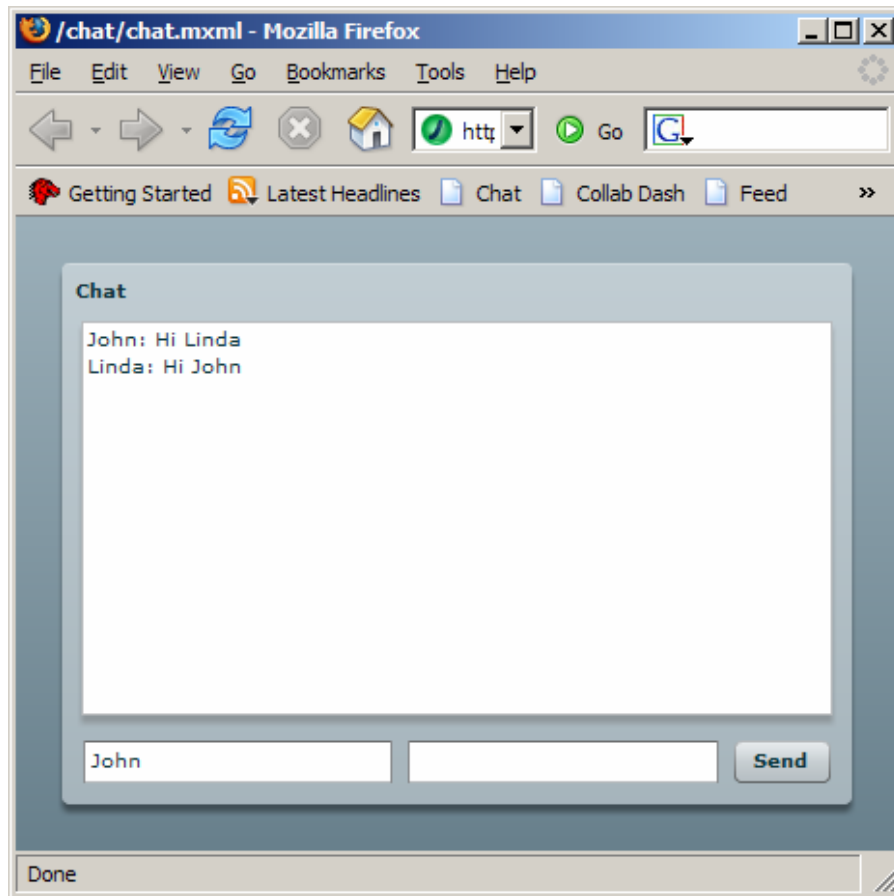 /chat/chat.mxml - Mozilla Firefox
File Edit View Go Bookmarks Tools Help
http Go G
Getting Started Latest Headlines Chat Collab Dash Feed »
Chat
John: Hi Linda
Linda: Hi John
John Send
Done